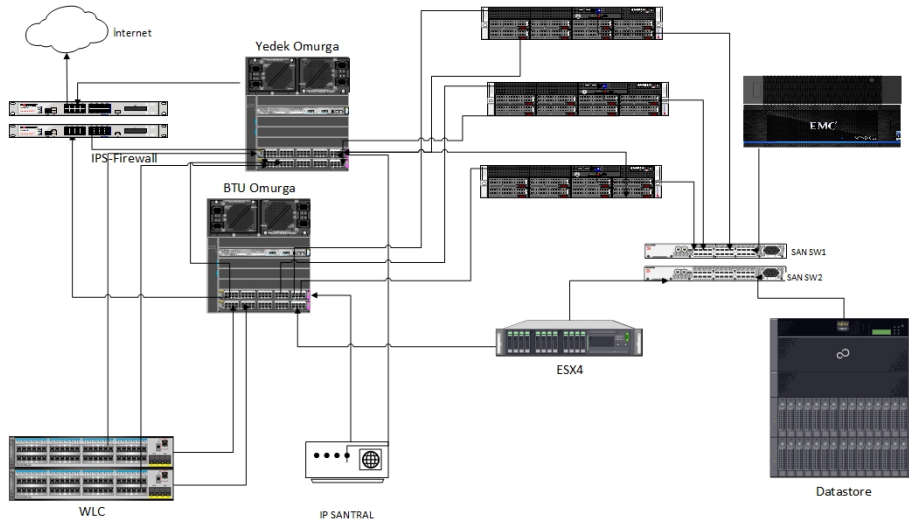 İnternet
Yedek Omurga
EMC
IPS-Firewall
BTU Omurga
SAN SW1
SAN SW2
ESX4
WLC
IP SANTRAL
Datastore